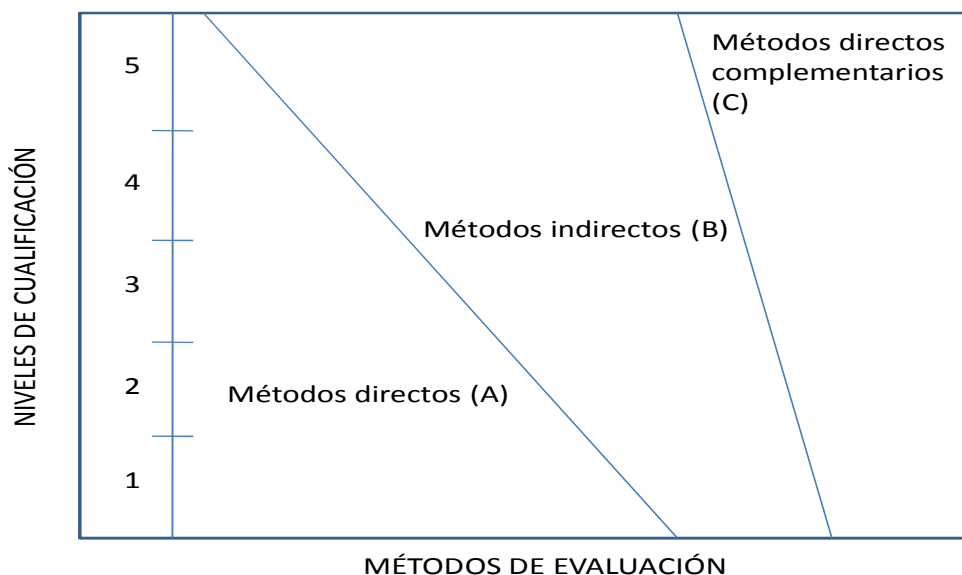 NIVELES DE CUALIFICACIÓN
5
4
3
2
1
Métodos directos
complementarios
(C)
Métodos indirectos (B)
Métodos directos (A)
MÉTODOS DE EVALUACIÓN